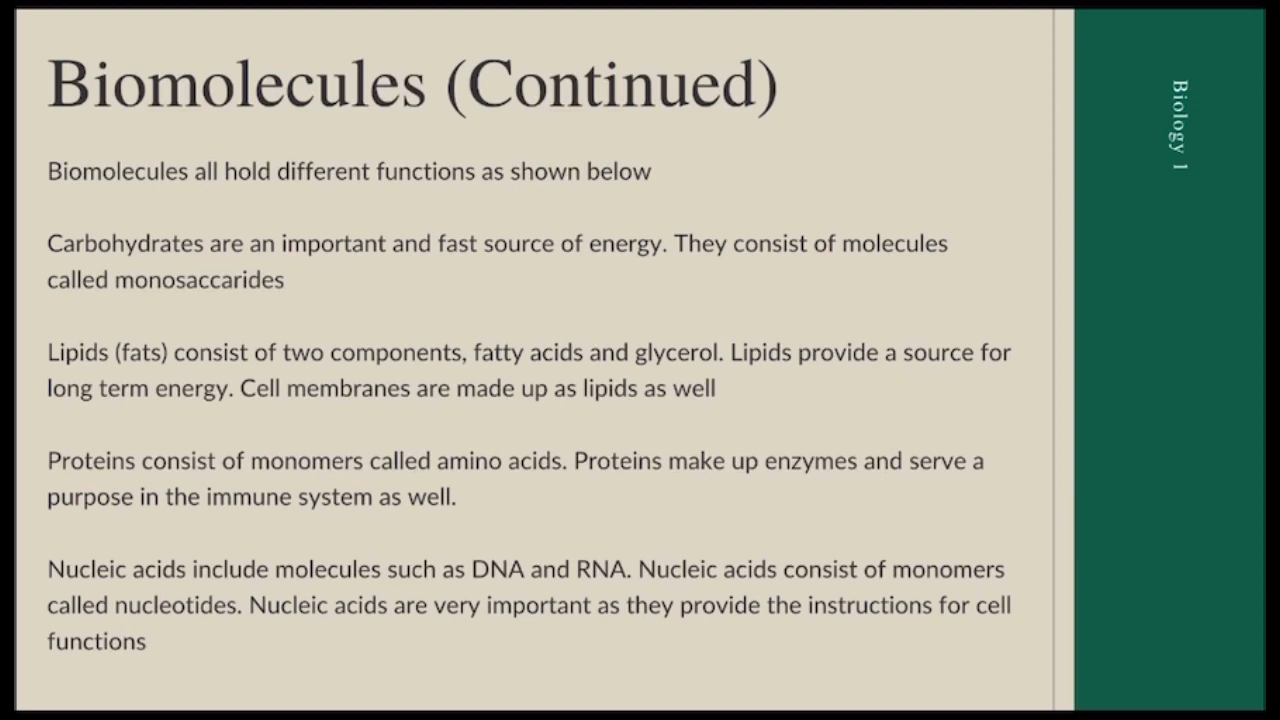 Biomolecules (Continued)
Biomolecules all hold different functions as shown below
Carbohydrates are an important and fast source of energy. They consist of molecules
called monosaccarides
Lipids (fats) consist of two components, fatty acids and glycerol. Lipids provide a source for
long term energy. Cell membranes are made up as lipids as well
Proteins consist of monomers called amino acids. Proteins make up enzymes and serve a
purpose in the immune system as well.
Nucleic acids include molecules such as DNA and RNA. Nucleic acids consist of monomers
called nucleotides. Nucleic acids are very important as they provide the instructions for cell
functions
Biology 1